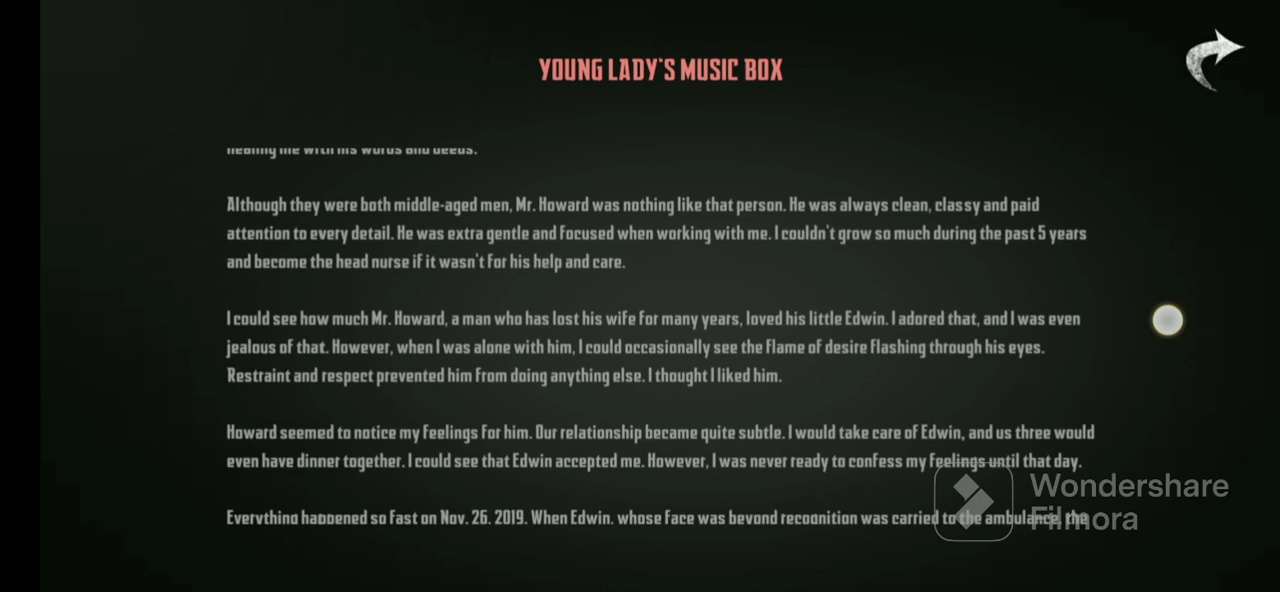 YOUNG LADY'S MUSIC BOX
healing me with his words and deeds.
Although they were both middle-aged men, Mr. Howard was nothing like that person. He was always clean, classy and paid
attention to every detail. He was extra gentle and focused when working with me. I couldn't grow so much during the past 5 years
and become the head nurse if it wasn't for his help and care.
I could see how much Mr. Howard, a man who has lost his wife for many years, loved his little Edwin. I adored that, and I was even
jealous of that. However, when I was alone with him, I could occasionally see the flame of desire flashing through his eyes.
Restraint and respect prevented him from doing anything else. I thought I liked him.
Howard seemed to notice my feelings for him. Our relationship became quite subtle. I would take care of Edwin, and us three would
even have dinner together. I could see that Edwin accepted me. However, I was never ready to confess my feelings until that day.
Everything happened so fast on Nov. 26, 2019. When Edwin, whose face was beyond recognition was carried to the ambulance, the
Wondershare
Filmora